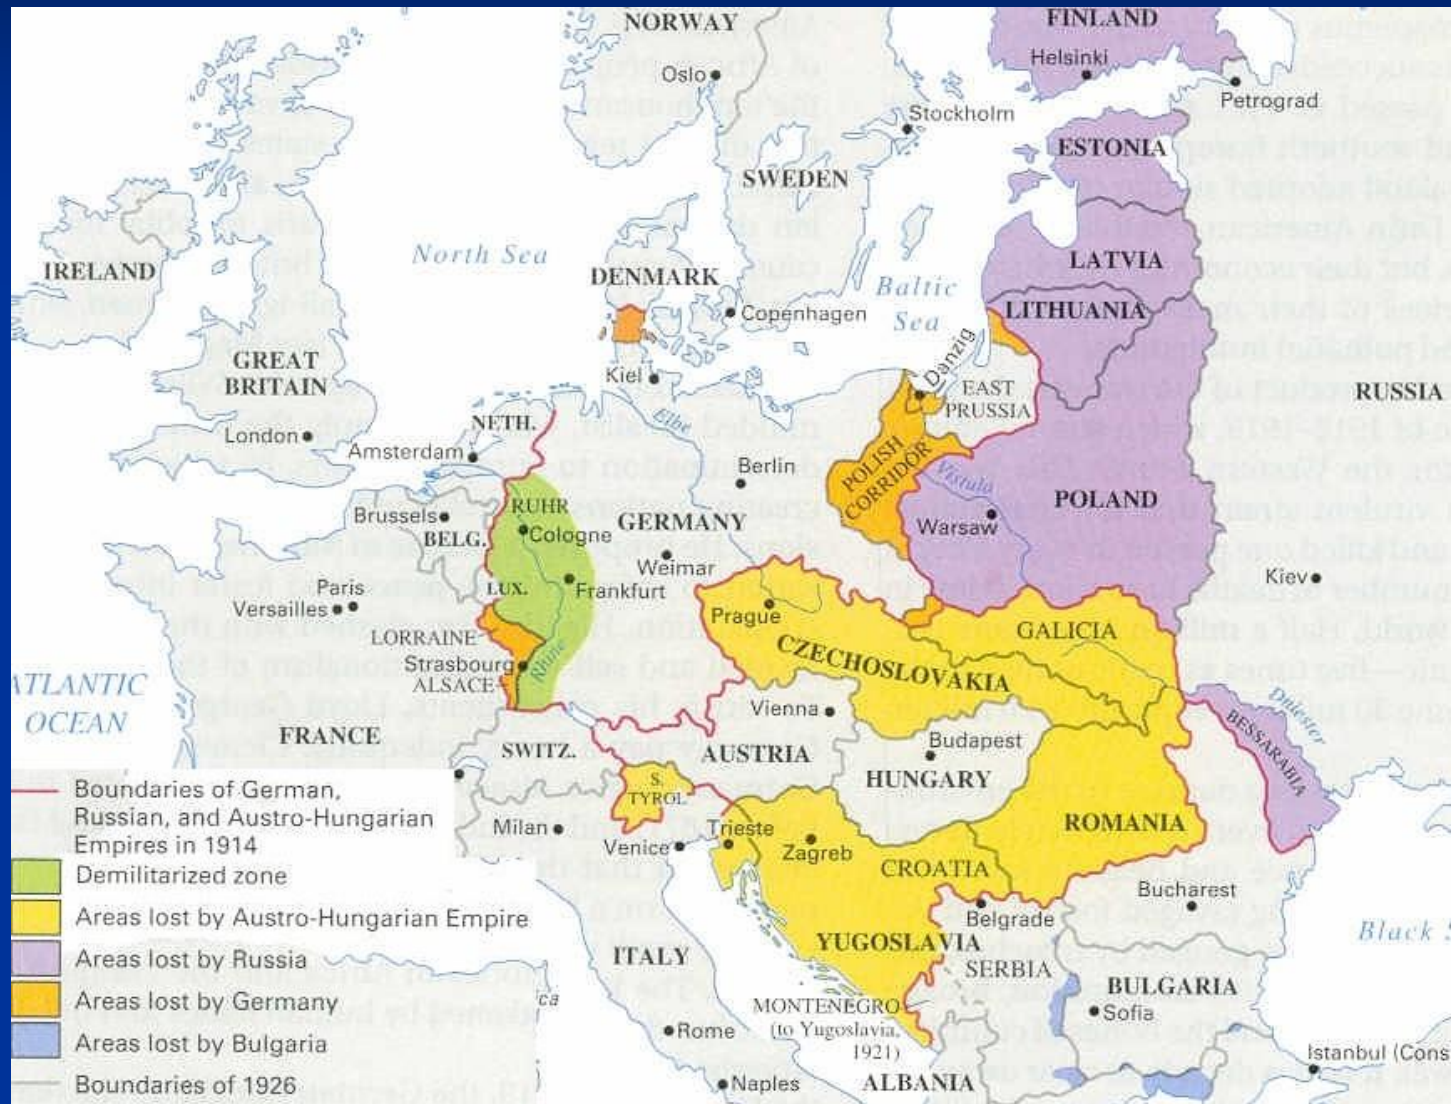 NORWAY
Oslo
FINLAND
Helsinki
Petrograd
Stockholm
ESTONIA
SWEDEN
North Sea
IRELAND
DENMARK
LATVIA
Baltic
Sea
LITHUANIA
Copenhagen
GREAT
BRITAIN
Kiel
Danzig
EAST
PRUSSIA
RUSSIA
NETH.
Elbe
London
Amsterdam
Berlin
POLISH
CORRIDOR
Vistula
POLAND
RUHR
Brussels
Cologne
GERMANY
Warsaw
BELG.
Weimar
Paris
LUX.
Frankfurt
Kiev
Versailles
Prague
LORRAINE
GALICIA
Strasbourg
Rhine
CZECHOSLOVAKIA
ALSACE
ATLANTIC
OCEAN
Vienna
Dniester
BESSARABIA
FRANCE
SWITZ.
AUSTRIA
Budapest
HUNGARY
S.
TYROL
Milan
Trieste
ROMANIA
Venice
Zagreb
CROATIA
Bucharest
Belgrade
Black S
ITALY
YUGOSLAVIA
SERBIA
BULGARIA
MONTENEGRO
(to Yugoslavia,
1921)
Sofia
Rome
Istanbul (Cons
Naples
ALBANIA
Boundaries of German,
Russian, and Austro-Hungarian
Empires in 1914
Demilitarized zone
Areas lost by Austro-Hungarian Empire
Areas lost by Russia
Areas lost by Germany
Areas lost by Bulgaria
Boundaries of 1926
ica